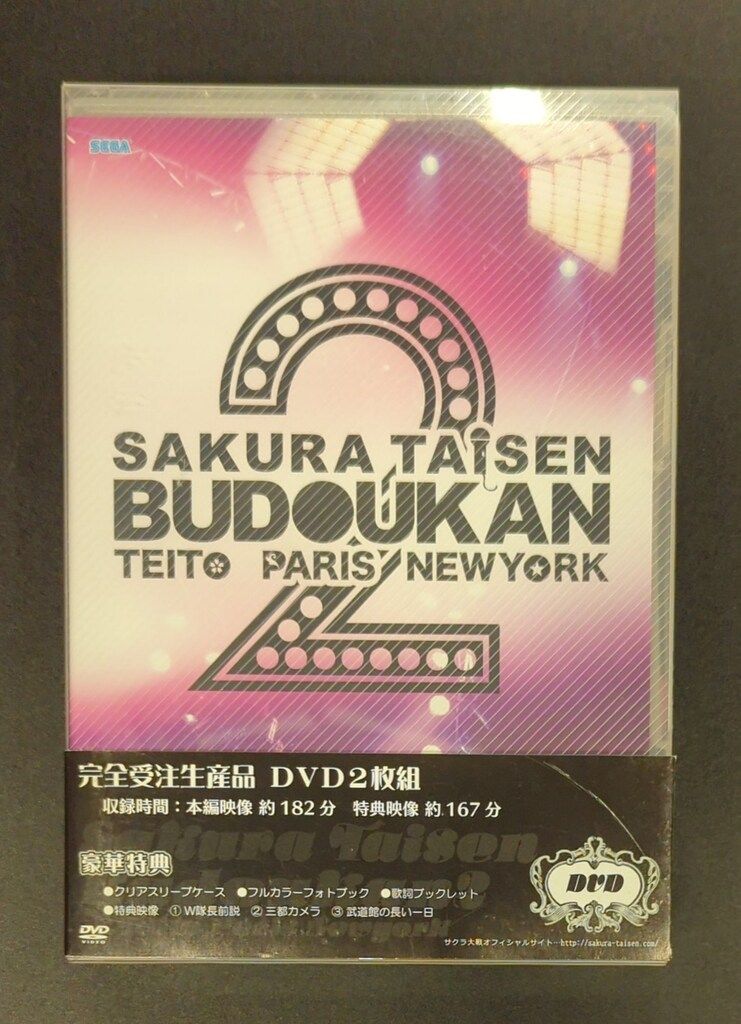 SEGA
2
SAKURA TAISEN
BUDOUKAN
TEITO PARIS NEWYORK
完全受注生産品 DVD2枚組
収録時間:本編映像 約182分 特典映像 約167分
Sakura Taisen
豪華特典
●クリアスリーブケース ●フルカラーフォトブック ●歌詞ブックレット
●特典映像 ①W隊長前説 ②三都カメラ ③武道館の長い一日
DVD
DVD
VIDEO
サクラ大戦オフィシャルサイト…http://sakura-taisen.com/